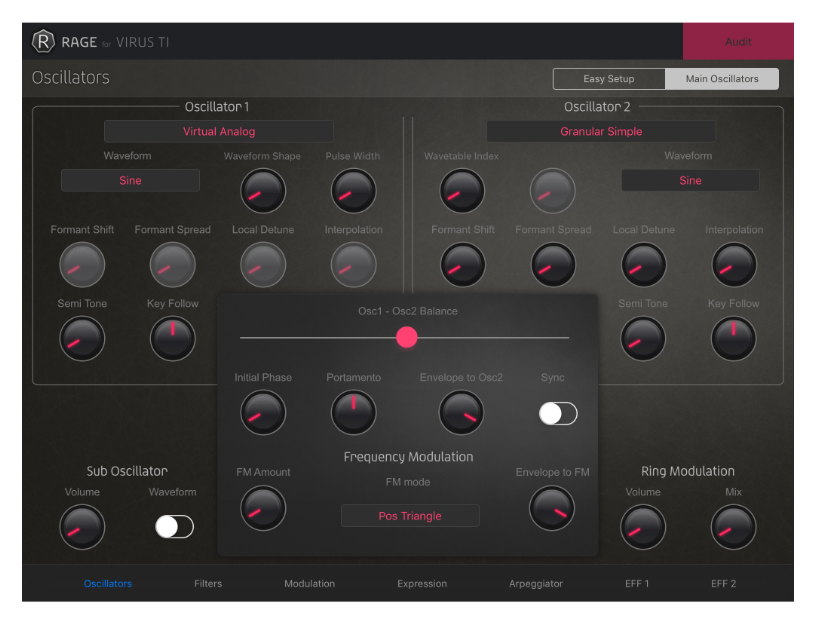 R RAGE for VIRUS TI
Audit
Oscillators
Easy Setup
Main Oscillators
Oscillator 1
Virtual Analog
Waveform
Waveform Shape
Pulse Width
Sine
Formant Shift
Formant Spread
Local Detune
Interpolation
Semi Tone
Key Follow
Oscillator 2
Granular Simple
Wavetable Index
Waveform
Sine
Formant Shift
Formant Spread
Local Detune
Interpolation
Semi Tone
Key Follow
Osc1 - Osc2 Balance
Initial Phase
Portamento
Envelope to Osc2
Sync
Frequency Modulation
FM Amount
FM mode
Envelope to FM
Pos Triangle
Sub Oscillator
Volume
Waveform
Ring Modulation
Volume
Mix
Oscillators
Filters
Modulation
Expression
Arpeggiator
EFF 1
EFF 2